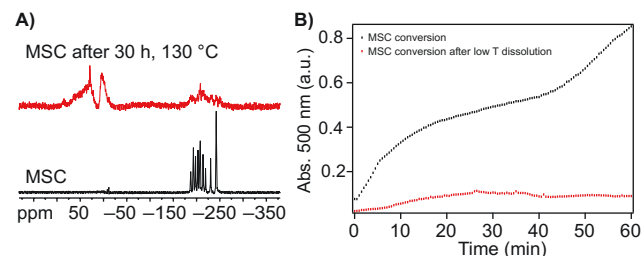 A)
MSC after 30 h, 130 °C
MSC
ppm 50 −50 −150 −250 −350
B)
MSC conversion
MSC conversion after low T dissolution
Abs. 500 nm (a.u.)
0.8
0.6
0.4
0.2
0 10 20 30 40 50 60
Time (min)